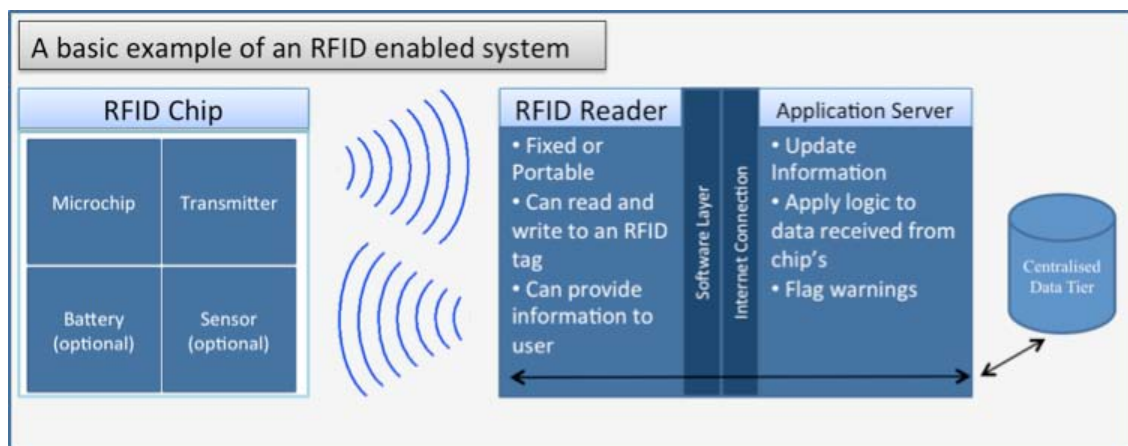 A basic example of an RFID enabled system
RFID Chip
Microchip
Transmitter
Battery
(optional)
Sensor
(optional)
RFID Reader
• Fixed or
Portable
• Can read and
write to an RFID
tag
• Can provide
information to
user
Software Layer
Internet Connection
Application Server
• Update
Information
• Apply logic to
data received from
chip's
• Flag warnings
Centralised
Data Tier